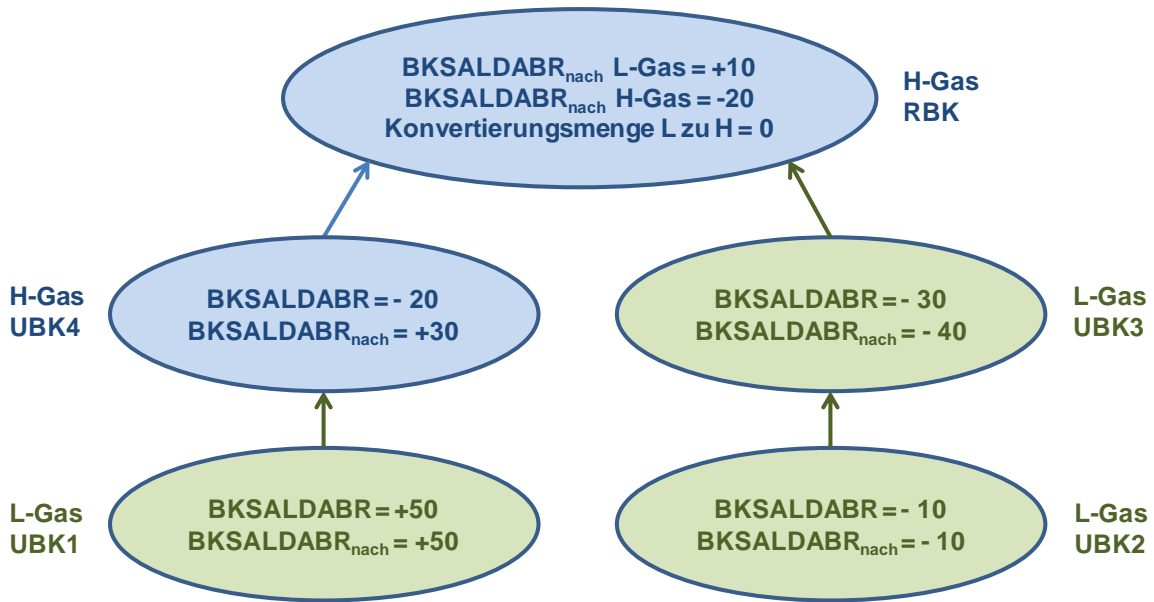 BKSALDABRnach L-Gas = +10
BKSALDABRnach H-Gas = -20
Konvertierungsmenge L zu H = 0
H-Gas
RBK
H-Gas
UBK4
BKSALDABR = - 20
BKSALDABRnach = +30
BKSALDABR = - 30
BKSALDABRnach = - 40
L-Gas
UBK3
L-Gas
UBK1
BKSALDABR = +50
BKSALDABRnach = +50
BKSALDABR = - 10
BKSALDABRnach = - 10
L-Gas
UBK2